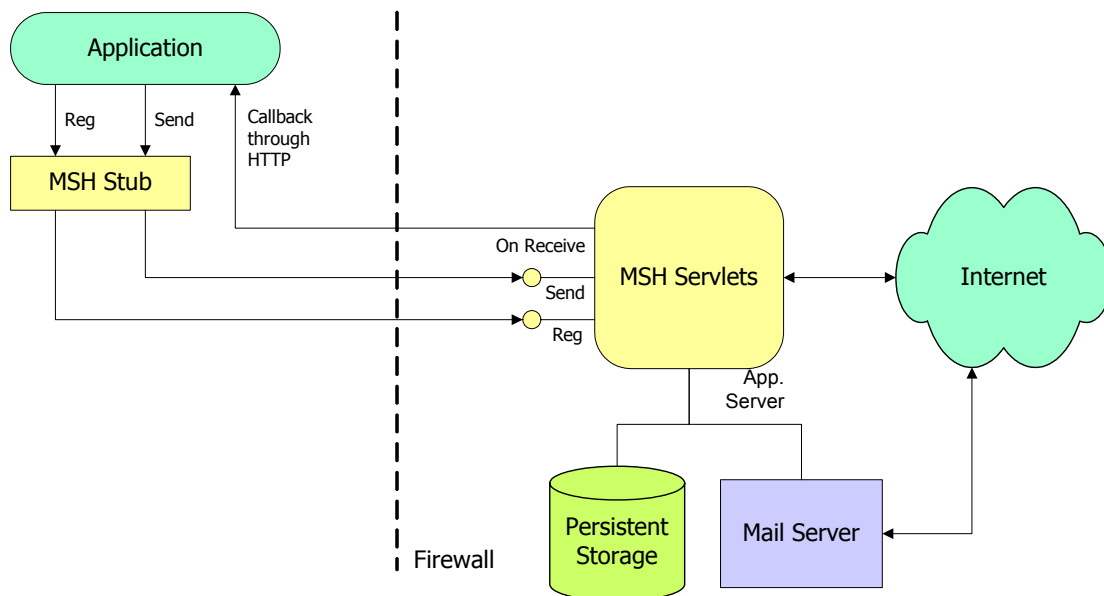 Application
Reg
Send
Callback
through
HTTP
MSH Stub
On Receive
Send
Reg
MSH Servlets
Internet
App.
Server
Persistent
Storage
Mail Server
Firewall